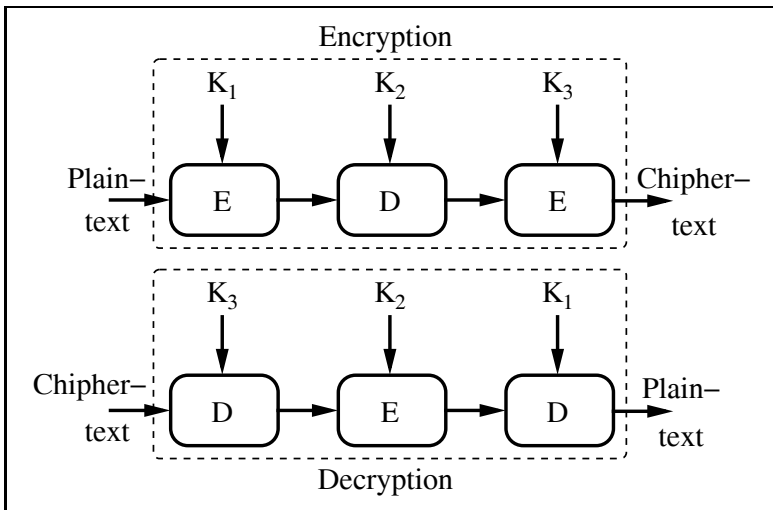 Encryption
K1 K2 K3
Plain–
text
E D E
Chipher–
text
K3 K2 K1
Chipher–
text
D E D
Plain–
text
Decryption